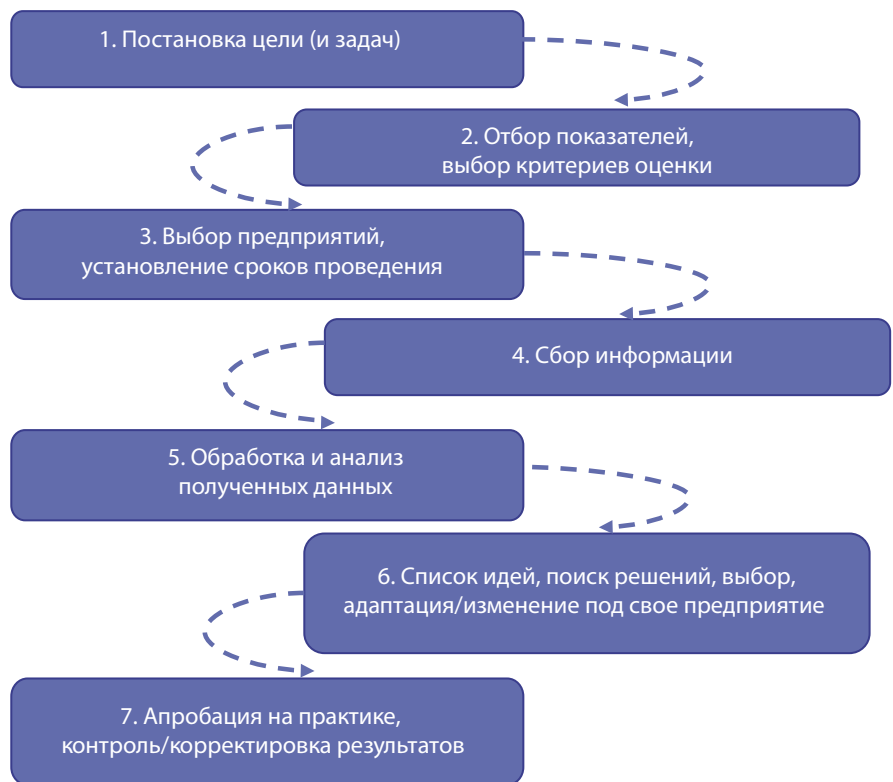 1. Постановка цели (и задач)
2. Отбор показателей,
выбор критериев оценки
3. Выбор предприятий,
установление сроков проведения
4. Сбор информации
5. Обработка и анализ
полученных данных
6. Список идей, поиск решений, выбор,
адаптация/изменение под свое предприятие
7. Апробация на практике,
контроль/корректировка результатов